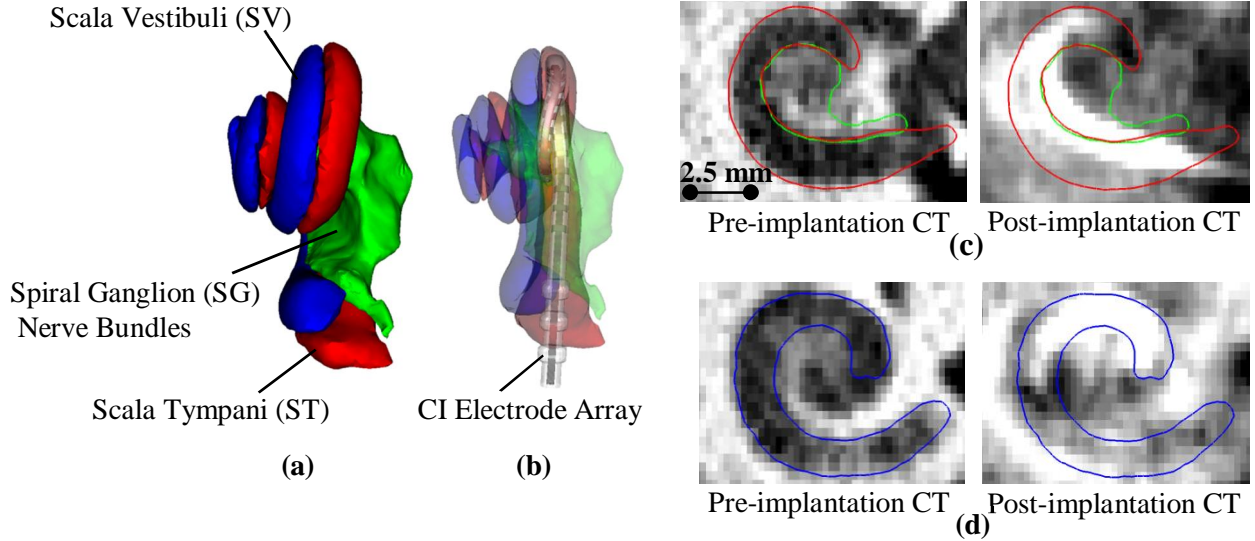 Scala Vestibuli (SV)
Spiral Ganglion (SG)
Nerve Bundles
Scala Tympani (ST)
(a)
CI Electrode Array
(b)
2.5 mm
Pre-implantation CT
Post-implantation CT
(c)
Pre-implantation CT
Post-implantation CT
(d)